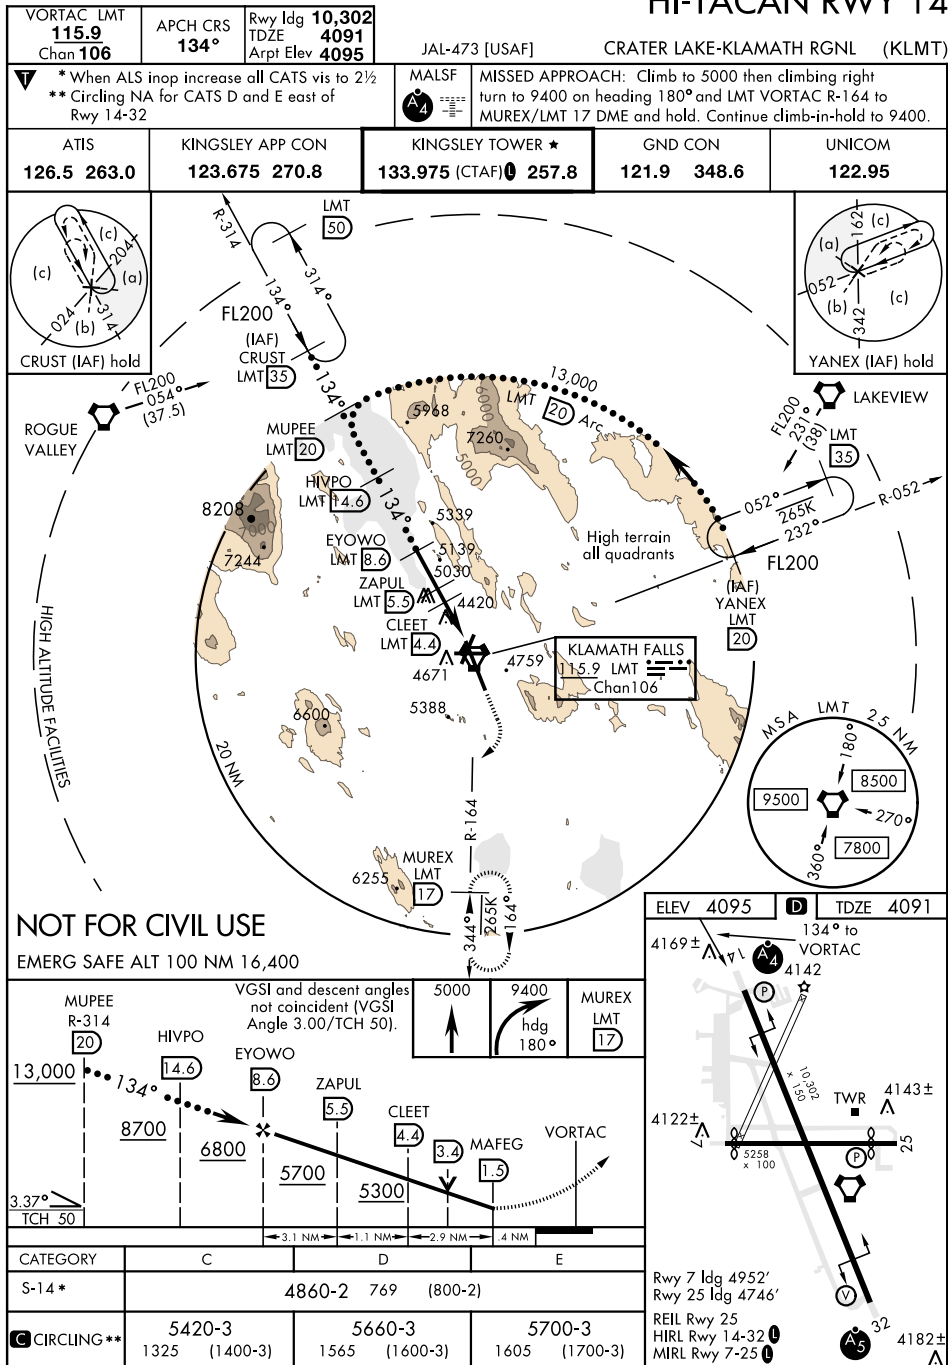 HI-TACAN RWY 14
VORTAC LMT
115.9
Chan 106
APCH CRS
134°
Rwy ldg 10,302
TDZE 4091
Arpt Elev 4095
JAL-473 [USAF]
CRATER LAKE-KLAMATH RGNL (KLMT)
T
* When ALS inop increase all CATS vis to 2½
** Circling NA for CATS D and E east of
Rwy 14-32
MALSF
A4
MISSED APPROACH: Climb to 5000 then climbing right
turn to 9400 on heading 180° and LMT VORTAC R-164 to
MUREX/LMT 17 DME and hold. Continue climb-in-hold to 9400.
ATIS
126.5 263.0
KINGSLEY APP CON
123.675 270.8
KINGSLEY TOWER ★
133.975 (CTAF) L 257.8
GND CON
121.9 348.6
UNICOM
122.95
(c)
204
(a)
(c)
314
(b)
024
CRUST (IAF) hold
R-314
LMT
50
314°
134°
FL200
(IAF)
CRUST
LMT 35
134°
162
(c)
(a)
052
(b)
(c)
342
YANEX (IAF) hold
FL200
054°
(37.5)
ROGUE
VALLEY
13,000
LMT 20 Arc
LAKEVIEW
FL200
231°
(38)
LMT
35
052°
265K
232°
R-052
FL200
(IAF)
YANEX
LMT
20
MUPEE
LMT 20
5968
6000
7260
5000
HIVPO
LMT 14.6
134°
8208
7000
7244
5339
EYOWO
LMT 8.6
5139
5030
ZAPUL
LMT 5.5
4420
CLEET
LMT 4.4
4671
4759
5388
6600
High terrain
all quadrants
KLAMATH FALLS
115.9 LMT
Chan106
HIGH ALTITUDE FACILITIES
20 NM
R-164
MUREX
LMT
17
6255
344°
265K
164°
MSA LMT 25 NM
180°
8500
9500
270°
7800
360°
NOT FOR CIVIL USE
EMERG SAFE ALT 100 NM 16,400
ELEV 4095
D
TDZE 4091
134° to
VORTAC
4169±
14
A4
4142
P
10,302
x 150
TWR
4143±
4122±
7
25
5258
x 100
P
V
Rwy 7 ldg 4952'
Rwy 25 ldg 4746'
REIL Rwy 25
HIRL Rwy 14-32 L
MIRL Rwy 7-25 L
32
A5
4182±
VGSI and descent angles
not coincident (VGSI
Angle 3.00/TCH 50).
5000
9400
hdg
180°
MUREX
LMT
17
MUPEE
R-314
20
HIVPO
14.6
EYOWO
8.6
ZAPUL
5.5
CLEET
4.4
3.4
MAFEG
1.5
VORTAC
13,000
134°
8700
6800
5700
5300
3.37°
TCH 50
3.1 NM
1.1 NM
2.9 NM
.4 NM
CATEGORY C D E
S-14 * 4860-2 769 (800-2)
C CIRCLING **
5420-3
1325 (1400-3)
5660-3
1565 (1600-3)
5700-3
1605 (1700-3)